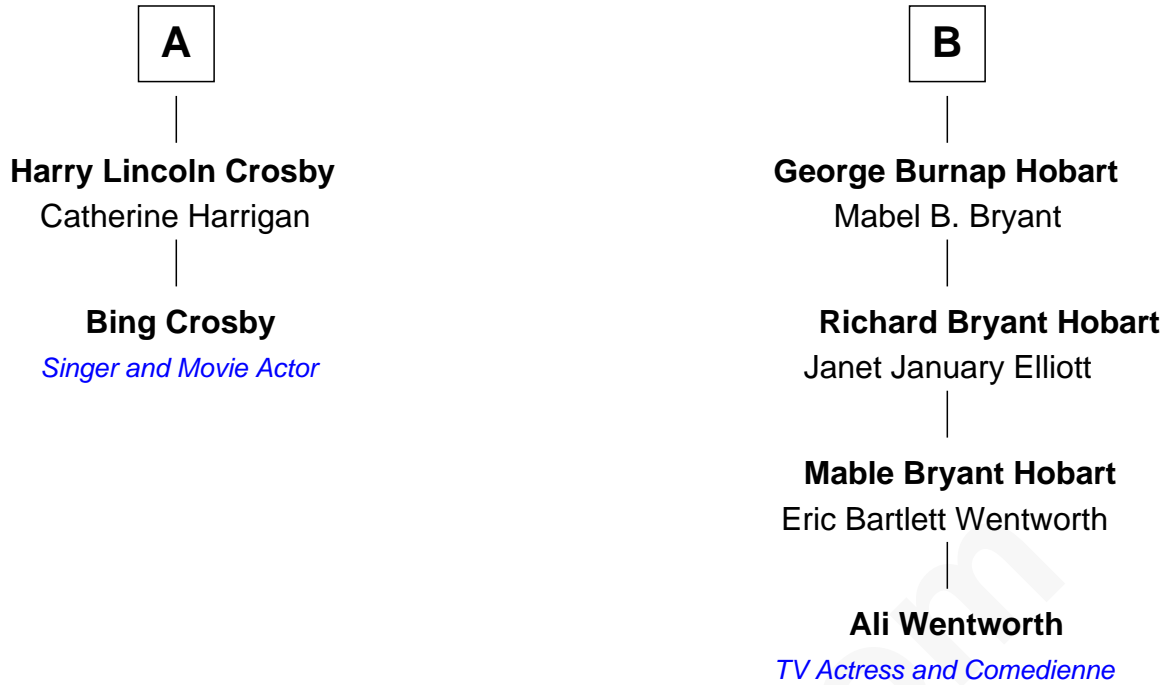 A
Harry Lincoln Crosby
Catherine Harrigan
Bing Crosby
Singer and Movie Actor
B
George Burnap Hobart
Mabel B. Bryant
Richard Bryant Hobart
Janet January Elliott
Mable Bryant Hobart
Eric Bartlett Wentworth
Ali Wentworth
TV Actress and Comedienne